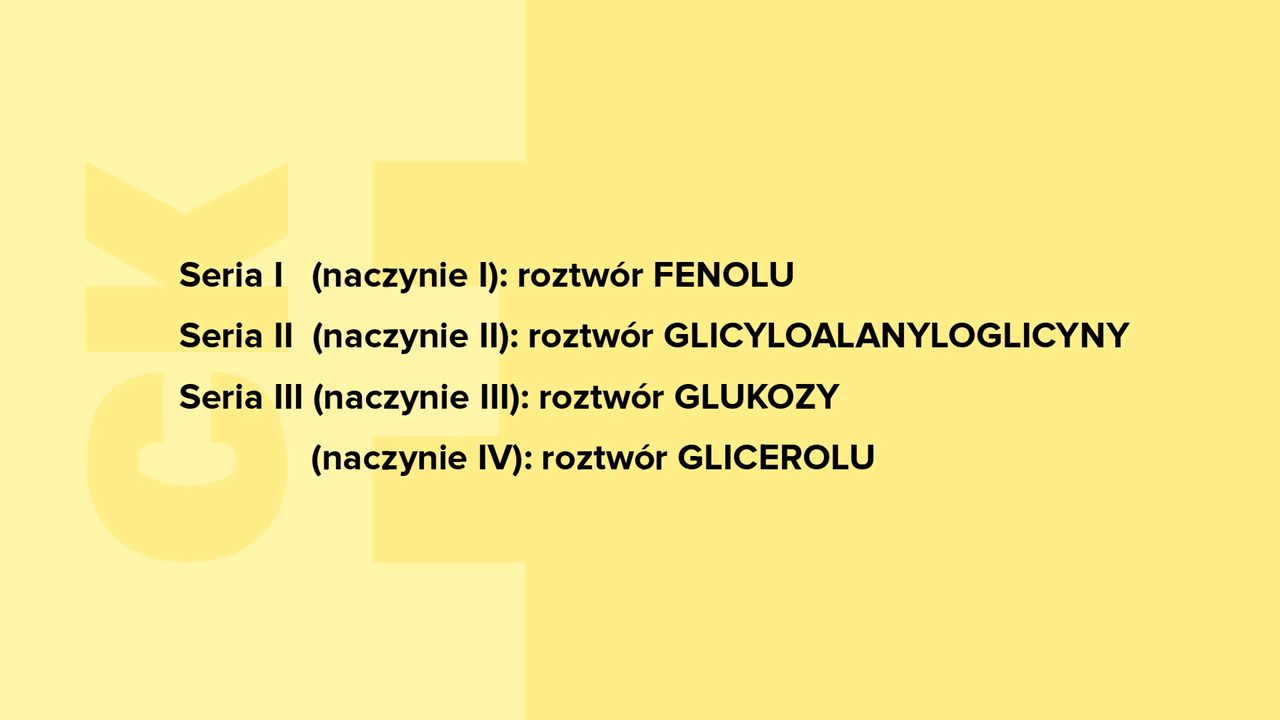 Seria I (naczynie I): roztwór FENOLU
Seria II (naczynie II): roztwór GLICYLOALANYLOGLICYNY
Seria III (naczynie III): roztwór GLUKOZY
(naczynie IV): roztwór GLICEROLU
CKE